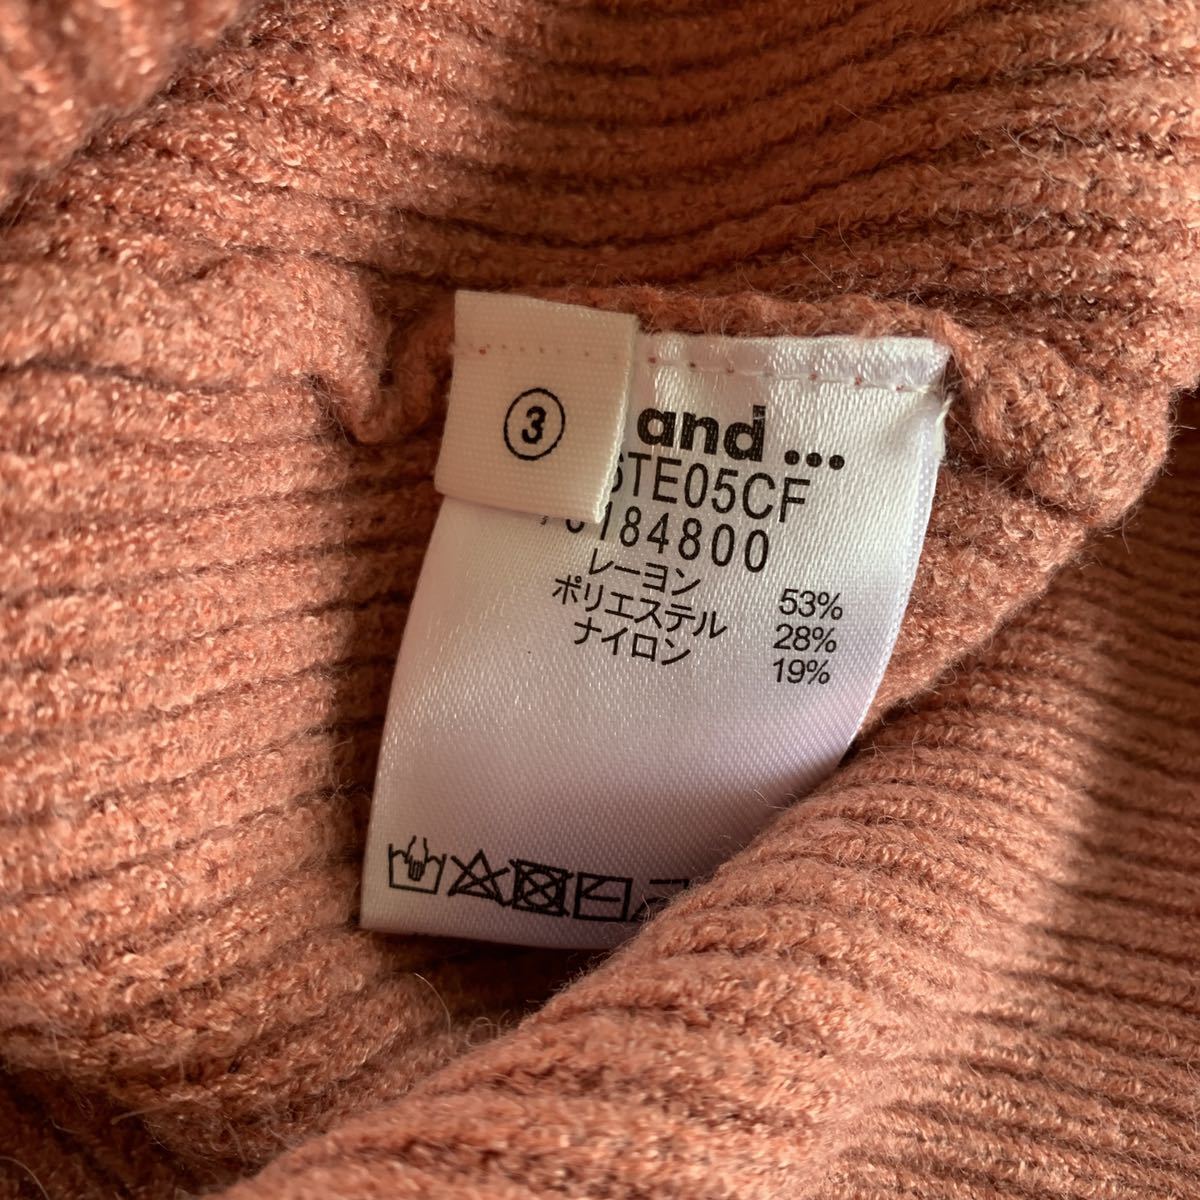 ③
and ...
6TE05CF
184800
レーヨン 53%
ポリエステル 28%
ナイロン 19%